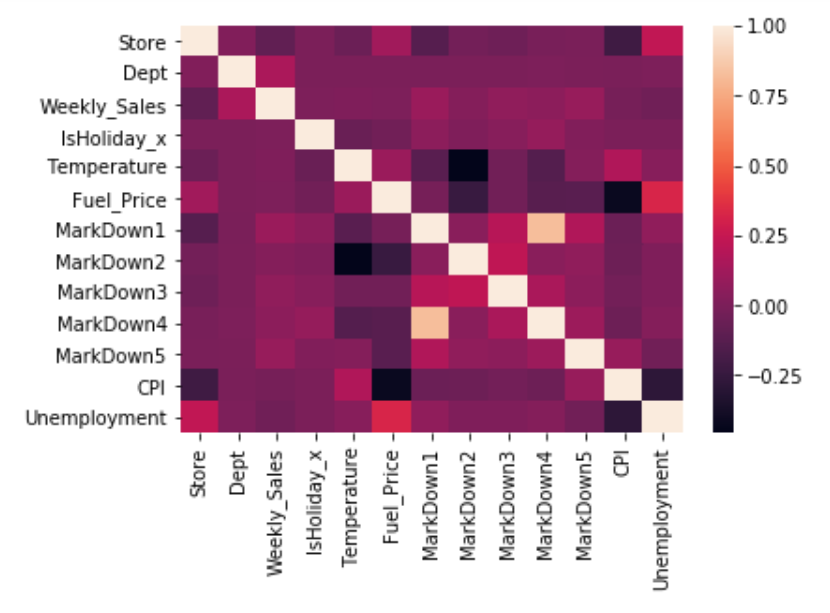 Store
Dept
Weekly_Sales
IsHoliday_x
Temperature
Fuel_Price
MarkDown1
MarkDown2
MarkDown3
MarkDown4
MarkDown5
CPI
Unemployment
1.00
0.75
0.50
0.25
0.00
−0.25
Store
Dept
Weekly_Sales
IsHoliday_x
Temperature
Fuel_Price
MarkDown1
MarkDown2
MarkDown3
MarkDown4
MarkDown5
CPI
Unemployment